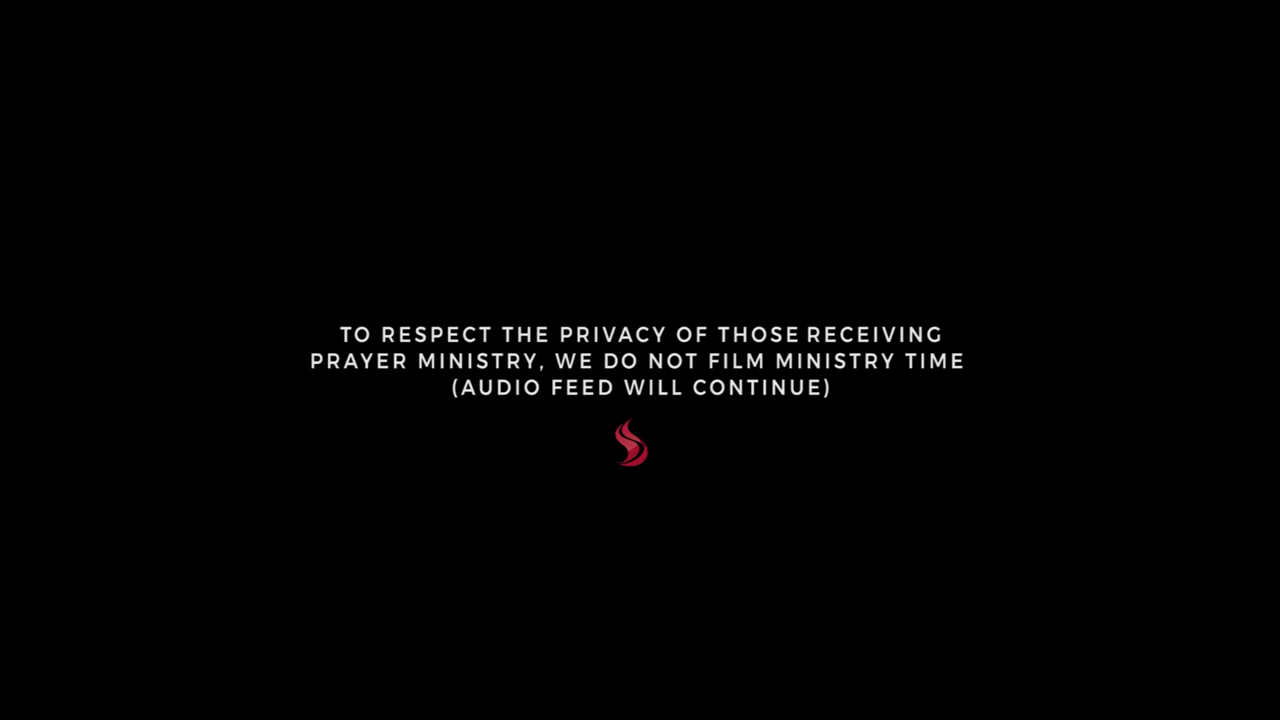 TO RESPECT THE PRIVACY OF THOSE RECEIVING
PRAYER MINISTRY, WE DO NOT FILM MINISTRY TIME
(AUDIO FEED WILL CONTINUE)